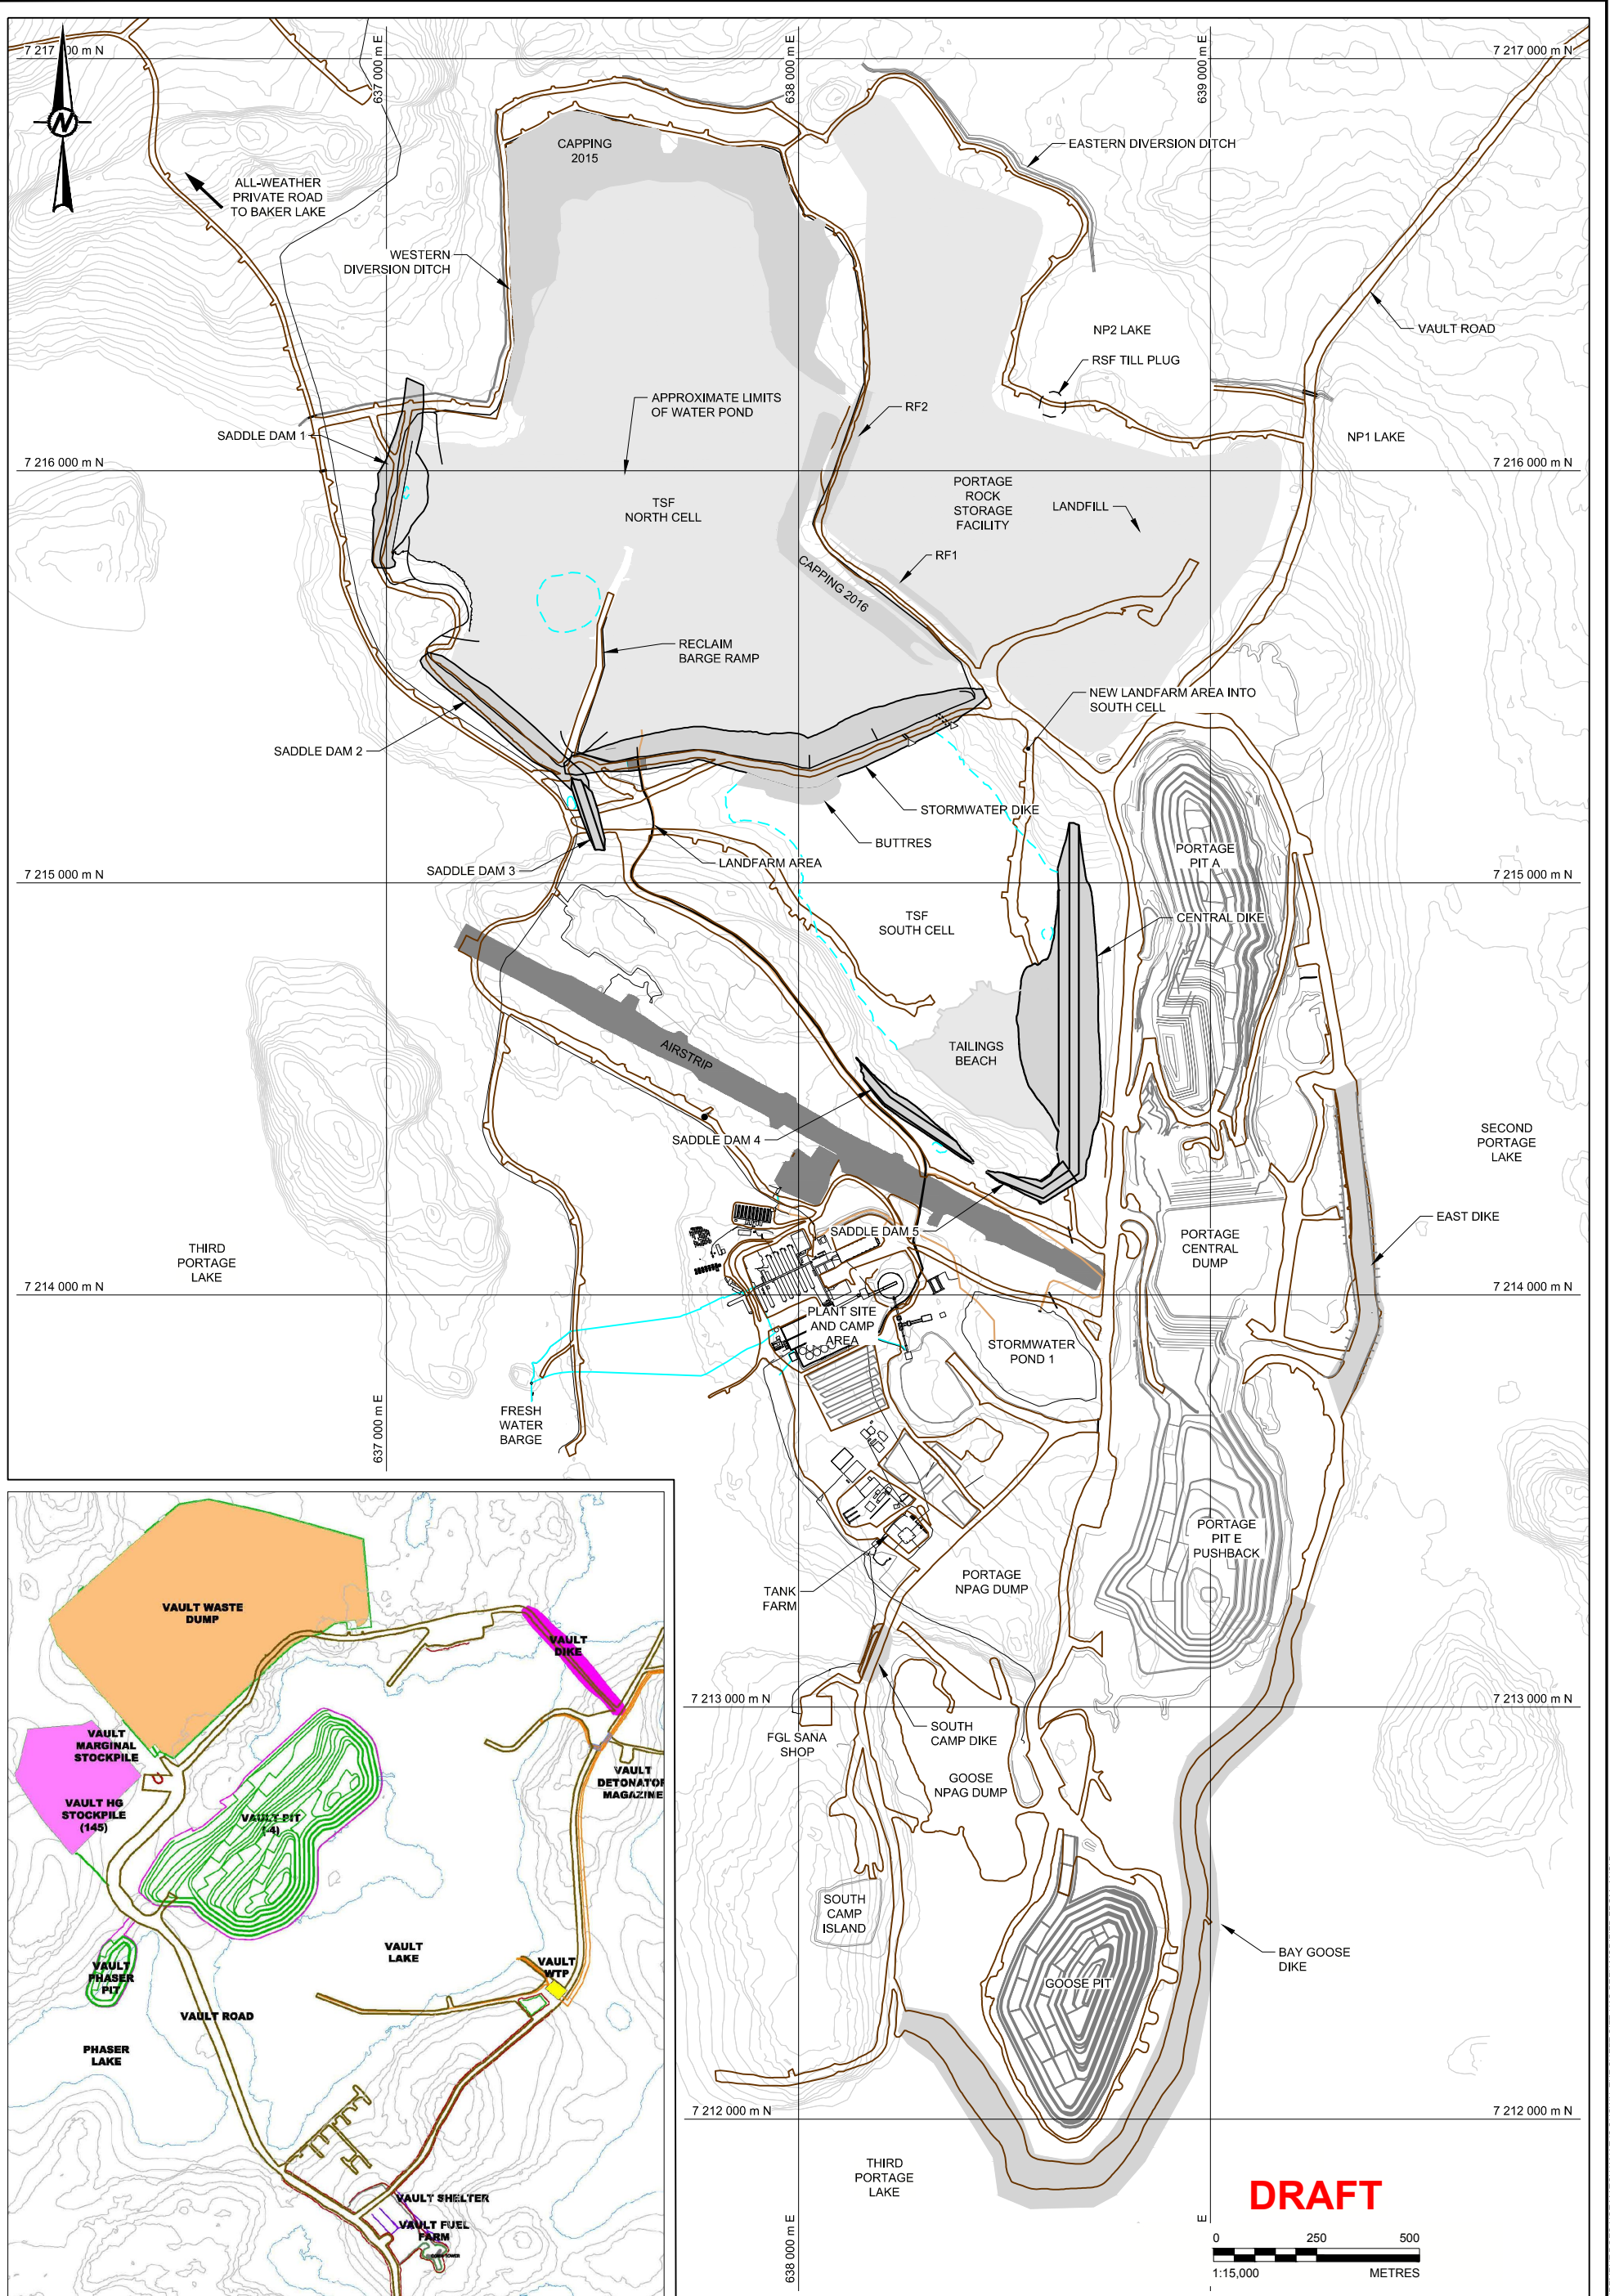 7 217 000 m N
637 000 m E
638 000 m E
639 000 m E
7 217 000 m N
N
CAPPING
2015
EASTERN DIVERSION DITCH
ALL-WEATHER
PRIVATE ROAD
TO BAKER LAKE
WESTERN
DIVERSION DITCH
NP2 LAKE
VAULT ROAD
RSF TILL PLUG
APPROXIMATE LIMITS
OF WATER POND
RF2
SADDLE DAM 1
NP1 LAKE
7 216 000 m N
7 216 000 m N
TSF
NORTH CELL
PORTAGE
ROCK
STORAGE
FACILITY
LANDFILL
RF1
CAPPING 2016
RECLAIM
BARGE RAMP
NEW LANDFARM AREA INTO
SOUTH CELL
SADDLE DAM 2
STORMWATER DIKE
BUTTRES
PORTAGE
PIT A
LANDFARM AREA
SADDLE DAM 3
7 215 000 m N
7 215 000 m N
TSF
SOUTH CELL
CENTRAL DIKE
AIRSTRIP
TAILINGS
BEACH
SADDLE DAM 4
SECOND
PORTAGE
LAKE
EAST DIKE
SADDLE DAM 5
THIRD
PORTAGE
LAKE
PORTAGE
CENTRAL
DUMP
7 214 000 m N
7 214 000 m N
PLANT SITE
AND CAMP
AREA
STORMWATER
POND 1
637 000 m E
FRESH
WATER
BARGE
PORTAGE
PIT E
PUSHBACK
PORTAGE
NPAG DUMP
TANK
FARM
7 213 000 m N
7 213 000 m N
FGL SANA
SHOP
SOUTH
CAMP DIKE
GOOSE
NPAG DUMP
SOUTH
CAMP
ISLAND
BAY GOOSE
DIKE
GOOSE PIT
7 212 000 m N
7 212 000 m N
THIRD
PORTAGE
LAKE
638 000 m E
E
DRAFT
0 250 500
1:15,000 METRES
VAULT WASTE
DUMP
VAULT
DIKE
VAULT
MARGINAL
STOCKPILE
VAULT
DETONATOR
MAGAZINE
VAULT HG
STOCKPILE
(145)
VAULT PIT
(-4)
VAULT
LAKE
VAULT
WTP
VAULT
PHASER
PIT
VAULT ROAD
PHASER
LAKE
VAULT SHELTER
VAULT FUEL
FARM